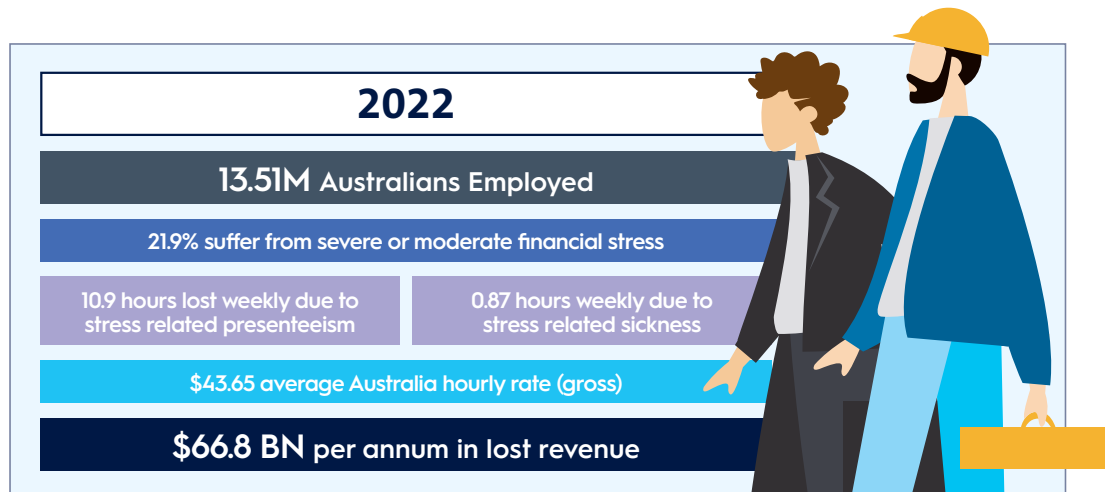 2022
13.51M Australians Employed
21.9% suffer from severe or moderate financial stress
10.9 hours lost weekly due to
stress related presenteeism
0.87 hours weekly due to
stress related sickness
$43.65 average Australia hourly rate (gross)
$66.8 BN per annum in lost revenue